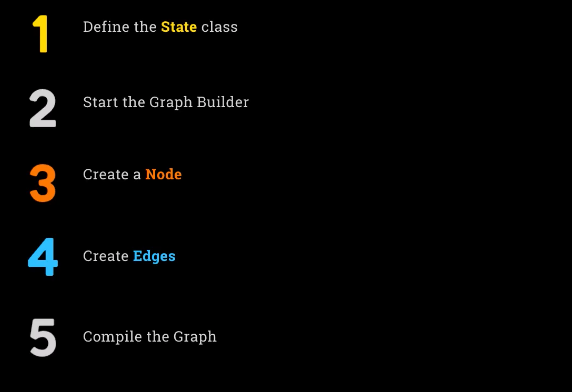 1 Define the State class
2 Start the Graph Builder
3 Create a Node
4 Create Edges
5 Compile the Graph